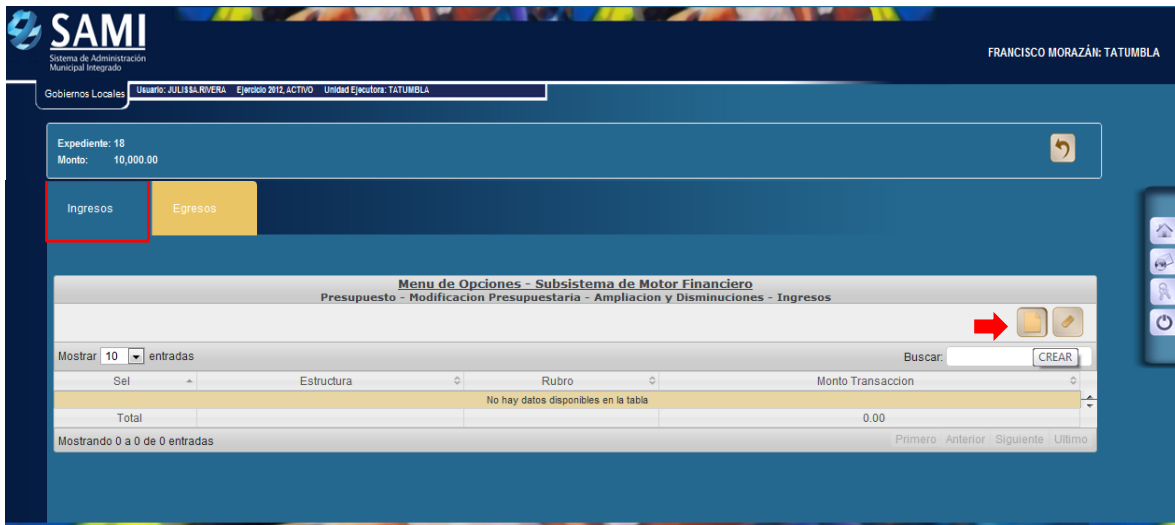 SAMI
Sistema de Administración
Municipal Integrado
FRANCISCO MORAZÁN: TATUMBLA
Gobiernos Locales
Usuario: JULISSA.RIVERA Ejercicio 2012, ACTIVO Unidad Ejecutora: TATUMBLA
Expediente: 18
Monto: 10,000.00
Ingresos Egresos
Menu de Opciones - Subsistema de Motor Financiero
Presupuesto - Modificacion Presupuestaria - Ampliacion y Disminuciones - Ingresos
Mostrar 10 entradas Buscar: CREAR
Sel Estructura Rubro Monto Transaccion
No hay datos disponibles en la tabla
Total 0.00
Mostrando 0 a 0 de 0 entradas Primero Anterior Siguiente Ultimo